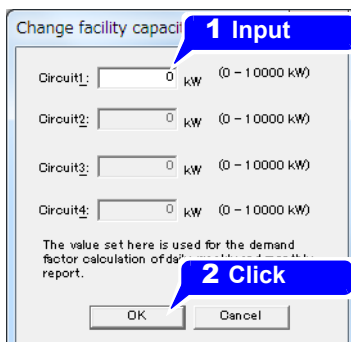 Change facility capacit
1 Input
Circuit1: 0 kW (0 - 10000 kW)
Circuit2: 0 kW (0 - 10000 kW)
Circuit3: 0 kW (0 - 10000 kW)
Circuit4: 0 kW (0 - 10000 kW)
The value set here is used for the demand
factor calculation of
report.
2 Click
OK Cancel